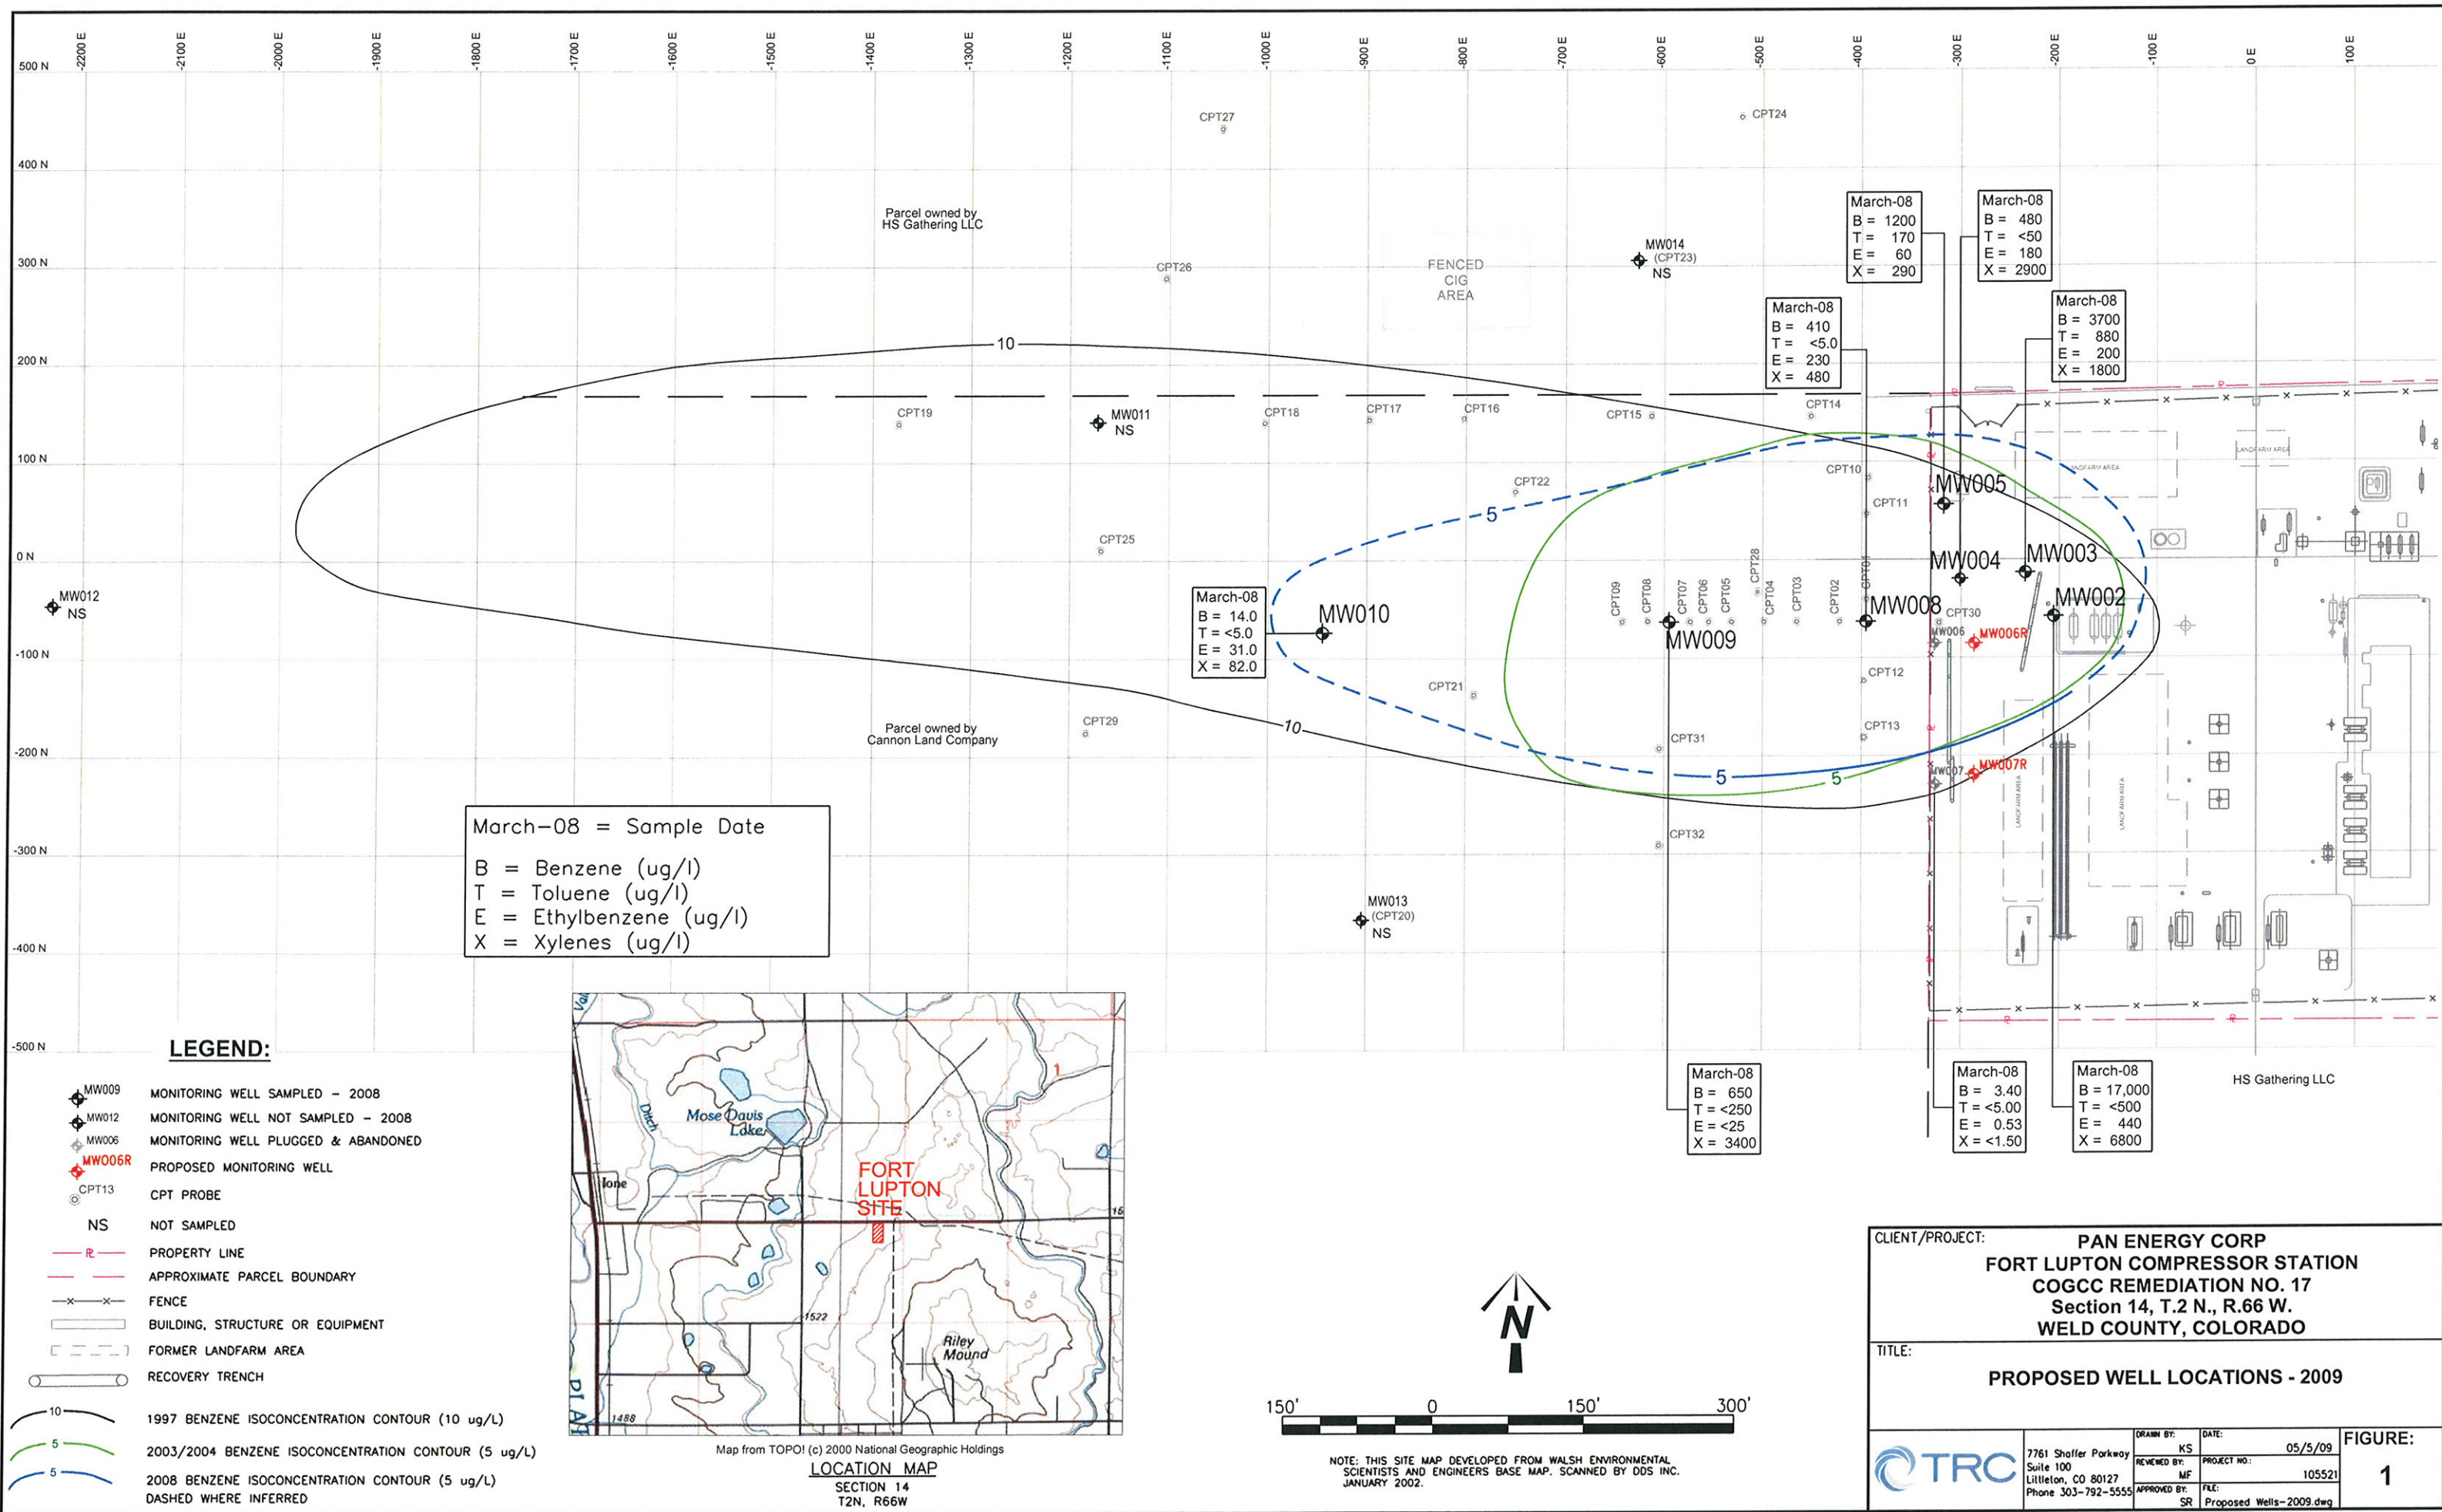 -2200 E
-2100 E
-2000 E
-1900 E
-1800 E
-1700 E
-1600 E
-1500 E
-1400 E
-1300 E
-1200 E
-1100 E
-1000 E
-900 E
-800 E
-700 E
-600 E
-500 E
-400 E
-300 E
-200 E
-100 E
0 E
100 E
500 N
400 N
300 N
200 N
100 N
0 N
-100 N
-200 N
-300 N
-400 N
-500 N
CPT27
CPT24
Parcel owned by
HS Gathering LLC
CPT26
FENCED
CIG
AREA
MW014
(CPT23)
NS
March-08
B = 1200
T = 170
E = 60
X = 290
March-08
B = 480
T = <50
E = 180
X = 2900
March-08
B = 410
T = <5.0
E = 230
X = 480
March-08
B = 3700
T = 880
E = 200
X = 1800
10
CPT19
MW011
NS
CPT18
CPT17
CPT16
CPT15
CPT14
LANDFARM AREA
CPT10
CPT22
CPT11
MW005
5
CPT25
MW004
MW003
MW012
NS
March-08
B = 14.0
T = <5.0
E = 31.0
X = 82.0
MW010
CPT09
CPT08
CPT07
CPT06
CPT05
CPT28
CPT04
CPT03
CPT02
MW009
MW008
MW002
CPT30
MW006
MW006R
CPT12
CPT21
CPT13
CPT29
10
CPT31
Parcel owned by
Cannon Land Company
5
5
MW007
MW007R
LANDFARM AREA
LANDFARM AREA
CPT32
MW013
(CPT20)
NS
March-08 = Sample Date
B = Benzene (ug/l)
T = Toluene (ug/l)
E = Ethylbenzene (ug/l)
X = Xylenes (ug/l)
March-08
B = 650
T = <250
E = <25
X = 3400
March-08
B = 3.40
T = <5.00
E = 0.53
X = <1.50
March-08
B = 17,000
T = <500
E = 440
X = 6800
HS Gathering LLC
LEGEND:
MW009 MONITORING WELL SAMPLED - 2008
MW012 MONITORING WELL NOT SAMPLED - 2008
MW006 MONITORING WELL PLUGGED & ABANDONED
MW006R PROPOSED MONITORING WELL
CPT13 CPT PROBE
NS NOT SAMPLED
PL PROPERTY LINE
APPROXIMATE PARCEL BOUNDARY
FENCE
BUILDING, STRUCTURE OR EQUIPMENT
FORMER LANDFARM AREA
RECOVERY TRENCH
10 1997 BENZENE ISOCONCENTRATION CONTOUR (10 ug/L)
5 2003/2004 BENZENE ISOCONCENTRATION CONTOUR (5 ug/L)
5 2008 BENZENE ISOCONCENTRATION CONTOUR (5 ug/L)
DASHED WHERE INFERRED
Ditch
Mose Davis
Lake
1
Ione
FORT
LUPTON
SITE
16
1522
Riley
Mound
1488
Map from TOPO! (c) 2000 National Geographic Holdings
LOCATION MAP
SECTION 14
T2N, R66W
N
150' 0 150' 300'
NOTE: THIS SITE MAP DEVELOPED FROM WALSH ENVIRONMENTAL
SCIENTISTS AND ENGINEERS BASE MAP. SCANNED BY DDS INC.
JANUARY 2002.
CLIENT/PROJECT:
PAN ENERGY CORP
FORT LUPTON COMPRESSOR STATION
COGCC REMEDIATION NO. 17
Section 14, T.2 N., R.66 W.
WELD COUNTY, COLORADO
TITLE:
PROPOSED WELL LOCATIONS - 2009
TRC
7761 Shaffer Parkway
Suite 100
Littleton, CO 80127
Phone 303-792-5555
DRAWN BY: KS
DATE: 05/5/09
REVIEWED BY: MF
PROJECT NO.: 105521
APPROVED BY: SR
FILE: Proposed Wells-2009.dwg
FIGURE:
1